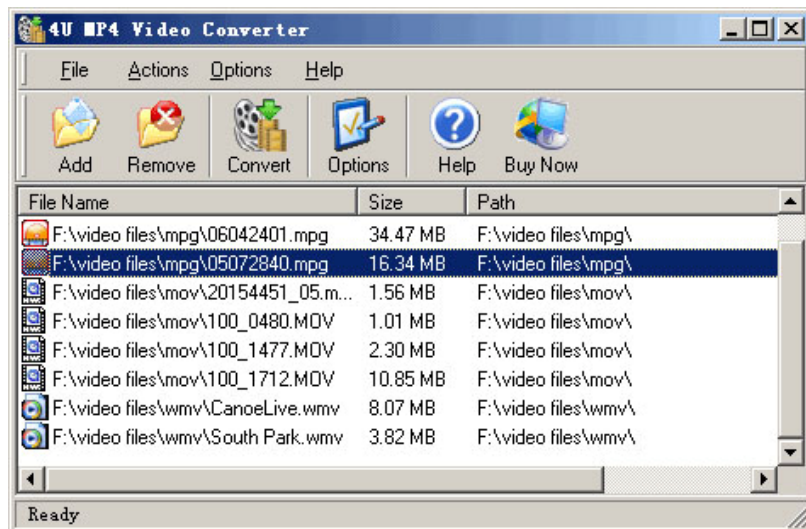 4U MP4 Video Converter
File Actions Options Help
Add Remove Convert Options Help Buy Now
File Name Size Path
F:\video files\mpg\06042401.mpg 34.47 MB F:\video files\mpg\
F:\video files\mpg\05072840.mpg 16.34 MB F:\video files\mpg\
F:\video files\mov\20154451_05.m... 1.56 MB F:\video files\mov\
F:\video files\mov\100_0480.MOV 1.01 MB F:\video files\mov\
F:\video files\mov\100_1477.MOV 2.30 MB F:\video files\mov\
F:\video files\mov\100_1712.MOV 10.85 MB F:\video files\mov\
F:\video files\wmv\CanoeLive.wmv 8.07 MB F:\video files\wmv\
F:\video files\wmv\South Park.wmv 3.82 MB F:\video files\wmv\
Ready